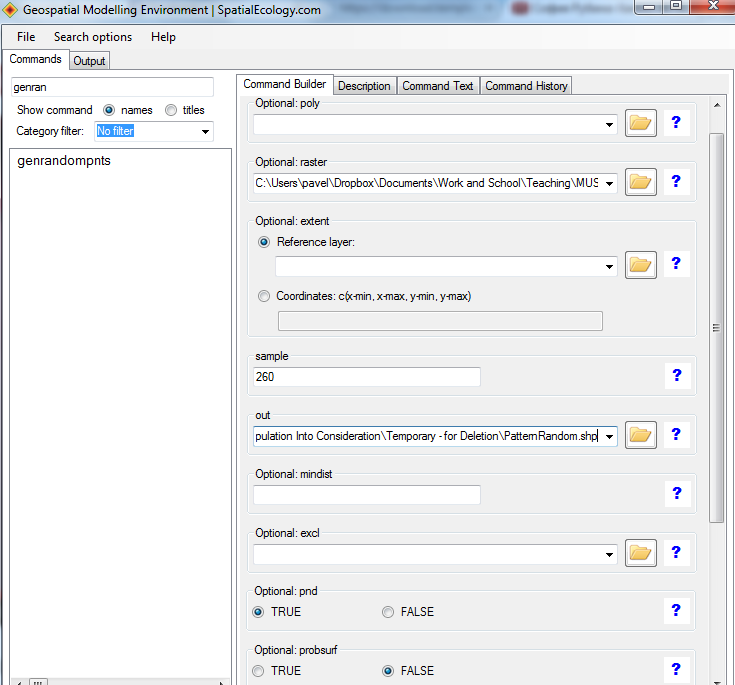 Geospatial Modelling Environment | SpatialEcology.com
File Search options Help
Commands Output
genran
Show command names titles
Category filter: No filter
genrandompnts
Command Builder Description Command Text Command History
Optional: poly
?
Optional: raster
C:\Users\pavel\Dropbox\Documents\Work and School\Teaching\MUS
?
Optional: extent
Reference layer:
?
Coordinates: c(x-min, x-max, y-min, y-max)
sample
260
?
out
pulation Into Consideration\Temporary - for Deletion\PatternRandom.shp
?
Optional: mindist
?
Optional: excl
?
Optional: pnd
TRUE FALSE
?
Optional: probsurf
TRUE FALSE
?